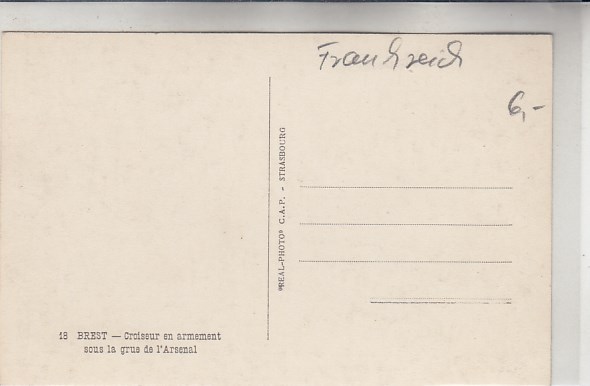 Frankreich
6,-
"REAL-PHOTO" C.A.P. - STRASBOURG
18 BREST — Croiseur en armement
sous la grue de l'Arsenal